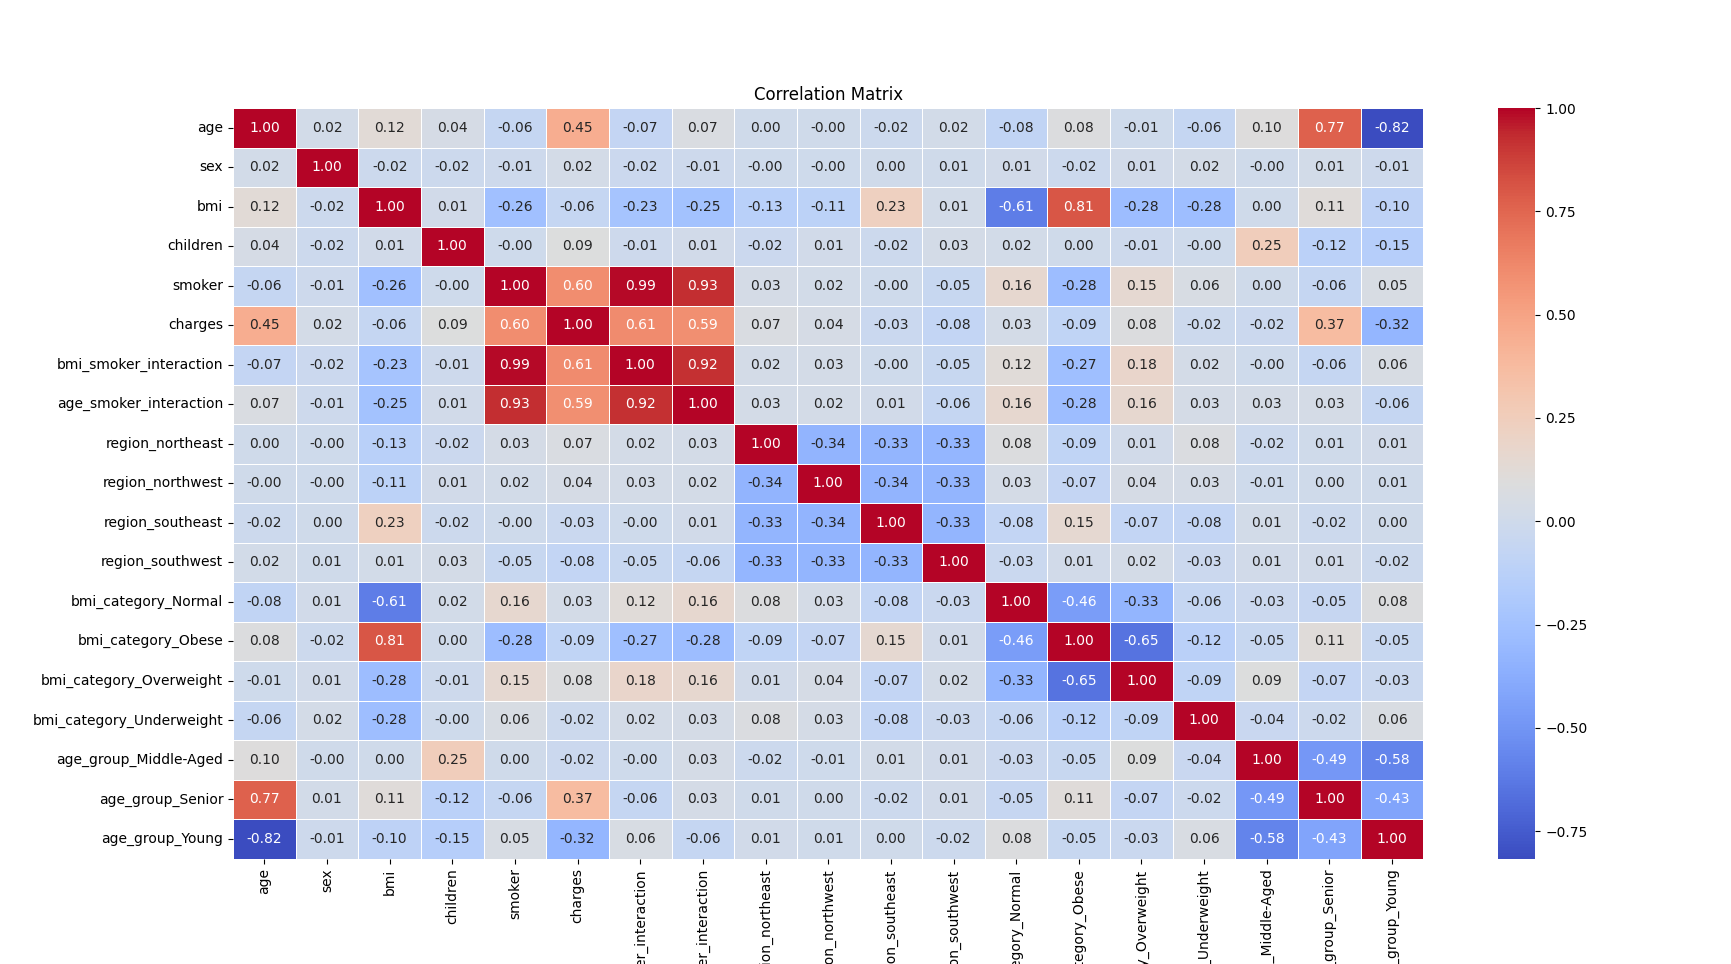 Correlation Matrix
age 1.00 0.02 0.12 0.04 -0.06 0.45 -0.07 0.07 0.00 -0.00 -0.02 0.02 -0.08 0.08 -0.01 -0.06 0.10 0.77 -0.82
sex 0.02 1.00 -0.02 -0.02 -0.01 0.02 -0.02 -0.01 -0.00 -0.00 0.00 0.01 0.01 -0.02 0.01 0.02 -0.00 0.01 -0.01
bmi 0.12 -0.02 1.00 0.01 -0.26 -0.06 -0.23 -0.25 -0.13 -0.11 0.23 0.01 -0.61 0.81 -0.28 -0.28 0.00 0.11 -0.10
children 0.04 -0.02 0.01 1.00 -0.00 0.09 -0.01 0.01 -0.02 0.01 -0.02 0.03 0.02 0.00 -0.01 -0.00 0.25 -0.12 -0.15
smoker -0.06 -0.01 -0.26 -0.00 1.00 0.60 0.99 0.93 0.03 0.02 -0.00 -0.05 0.16 -0.28 0.15 0.06 0.00 -0.06 0.05
charges 0.45 0.02 -0.06 0.09 0.60 1.00 0.61 0.59 0.07 0.04 -0.03 -0.08 0.03 -0.09 0.08 -0.02 -0.02 0.37 -0.32
bmi_smoker_interaction -0.07 -0.02 -0.23 -0.01 0.99 0.61 1.00 0.92 0.02 0.03 -0.00 -0.05 0.12 -0.27 0.18 0.02 -0.00 -0.06 0.06
age_smoker_interaction 0.07 -0.01 -0.25 0.01 0.93 0.59 0.92 1.00 0.03 0.02 0.01 -0.06 0.16 -0.28 0.16 0.03 0.03 0.03 -0.06
region_northeast 0.00 -0.00 -0.13 -0.02 0.03 0.07 0.02 0.03 1.00 -0.34 -0.33 -0.33 0.08 -0.09 0.01 0.08 -0.02 0.01 0.01
region_northwest -0.00 -0.00 -0.11 0.01 0.02 0.04 0.03 0.02 -0.34 1.00 -0.34 -0.33 0.03 -0.07 0.04 0.03 -0.01 0.00 0.01
region_southeast -0.02 0.00 0.23 -0.02 -0.00 -0.03 -0.00 0.01 -0.33 -0.34 1.00 -0.33 -0.08 0.15 -0.07 -0.08 0.01 -0.02 0.00
region_southwest 0.02 0.01 0.01 0.03 -0.05 -0.08 -0.05 -0.06 -0.33 -0.33 -0.33 1.00 -0.03 0.01 0.02 -0.03 0.01 0.01 -0.02
bmi_category_Normal -0.08 0.01 -0.61 0.02 0.16 0.03 0.12 0.16 0.08 0.03 -0.08 -0.03 1.00 -0.46 -0.33 -0.06 -0.03 -0.05 0.08
bmi_category_Obese 0.08 -0.02 0.81 0.00 -0.28 -0.09 -0.27 -0.28 -0.09 -0.07 0.15 0.01 -0.46 1.00 -0.65 -0.12 -0.05 0.11 -0.05
bmi_category_Overweight -0.01 0.01 -0.28 -0.01 0.15 0.08 0.18 0.16 0.01 0.04 -0.07 0.02 -0.33 -0.65 1.00 -0.09 0.09 -0.07 -0.03
bmi_category_Underweight -0.06 0.02 -0.28 -0.00 0.06 -0.02 0.02 0.03 0.08 0.03 -0.08 -0.03 -0.06 -0.12 -0.09 1.00 -0.04 -0.02 0.06
age_group_Middle-Aged 0.10 -0.00 0.00 0.25 0.00 -0.02 -0.00 0.03 -0.02 -0.01 0.01 0.01 -0.03 -0.05 0.09 -0.04 1.00 -0.49 -0.58
age_group_Senior 0.77 0.01 0.11 -0.12 -0.06 0.37 -0.06 0.03 0.01 0.00 -0.02 0.01 -0.05 0.11 -0.07 -0.02 -0.49 1.00 -0.43
age_group_Young -0.82 -0.01 -0.10 -0.15 0.05 -0.32 0.06 -0.06 0.01 0.01 0.00 -0.02 0.08 -0.05 -0.03 0.06 -0.58 -0.43 1.00
age
sex
bmi
children
smoker
charges
er_interaction
er_interaction
ion_northeast
on_northwest
on_southeast
on_southwest
egory_Normal
tegory_Obese
y_Overweight
_Underweight
_Middle-Aged
group_Senior
_group_Young
1.00
0.75
0.50
0.25
0.00
−0.25
−0.50
−0.75